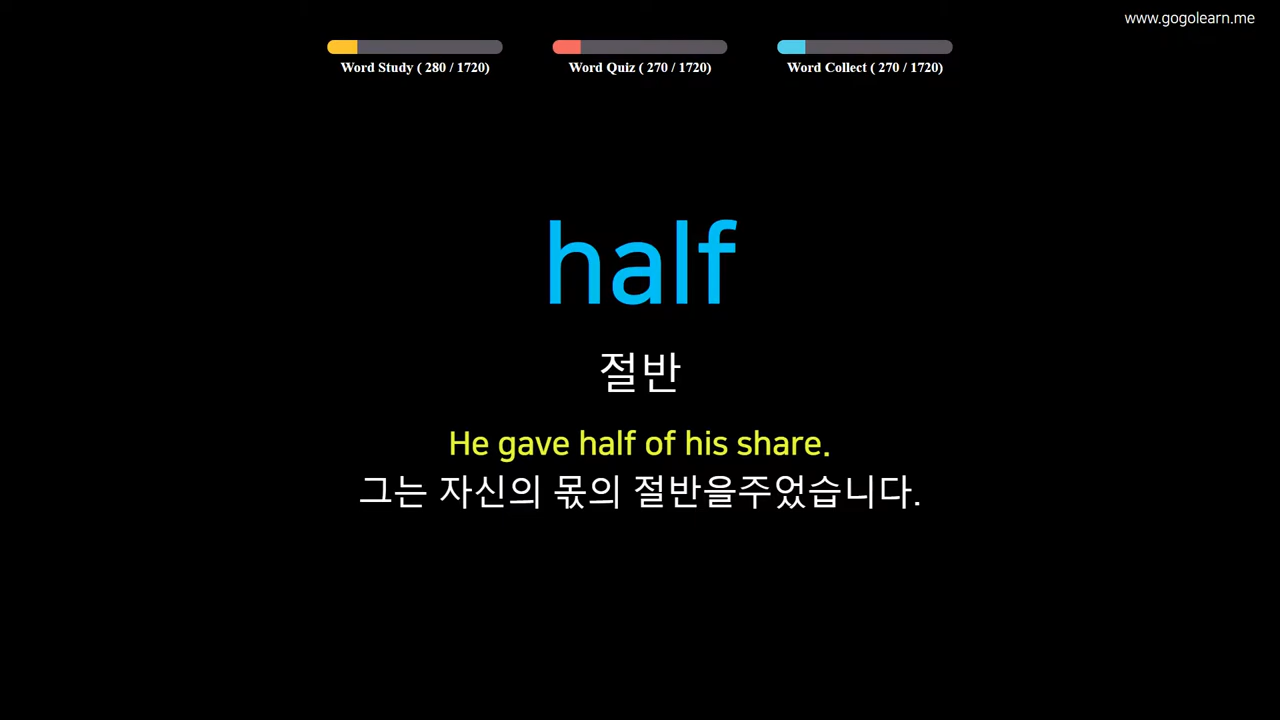 www.gogolearn.me
Word Study ( 280 / 1720)
Word Quiz ( 270 / 1720)
Word Collect ( 270 / 1720)
half
절반
He gave half of his share.
그는 자신의 몫의 절반을주었습니다.